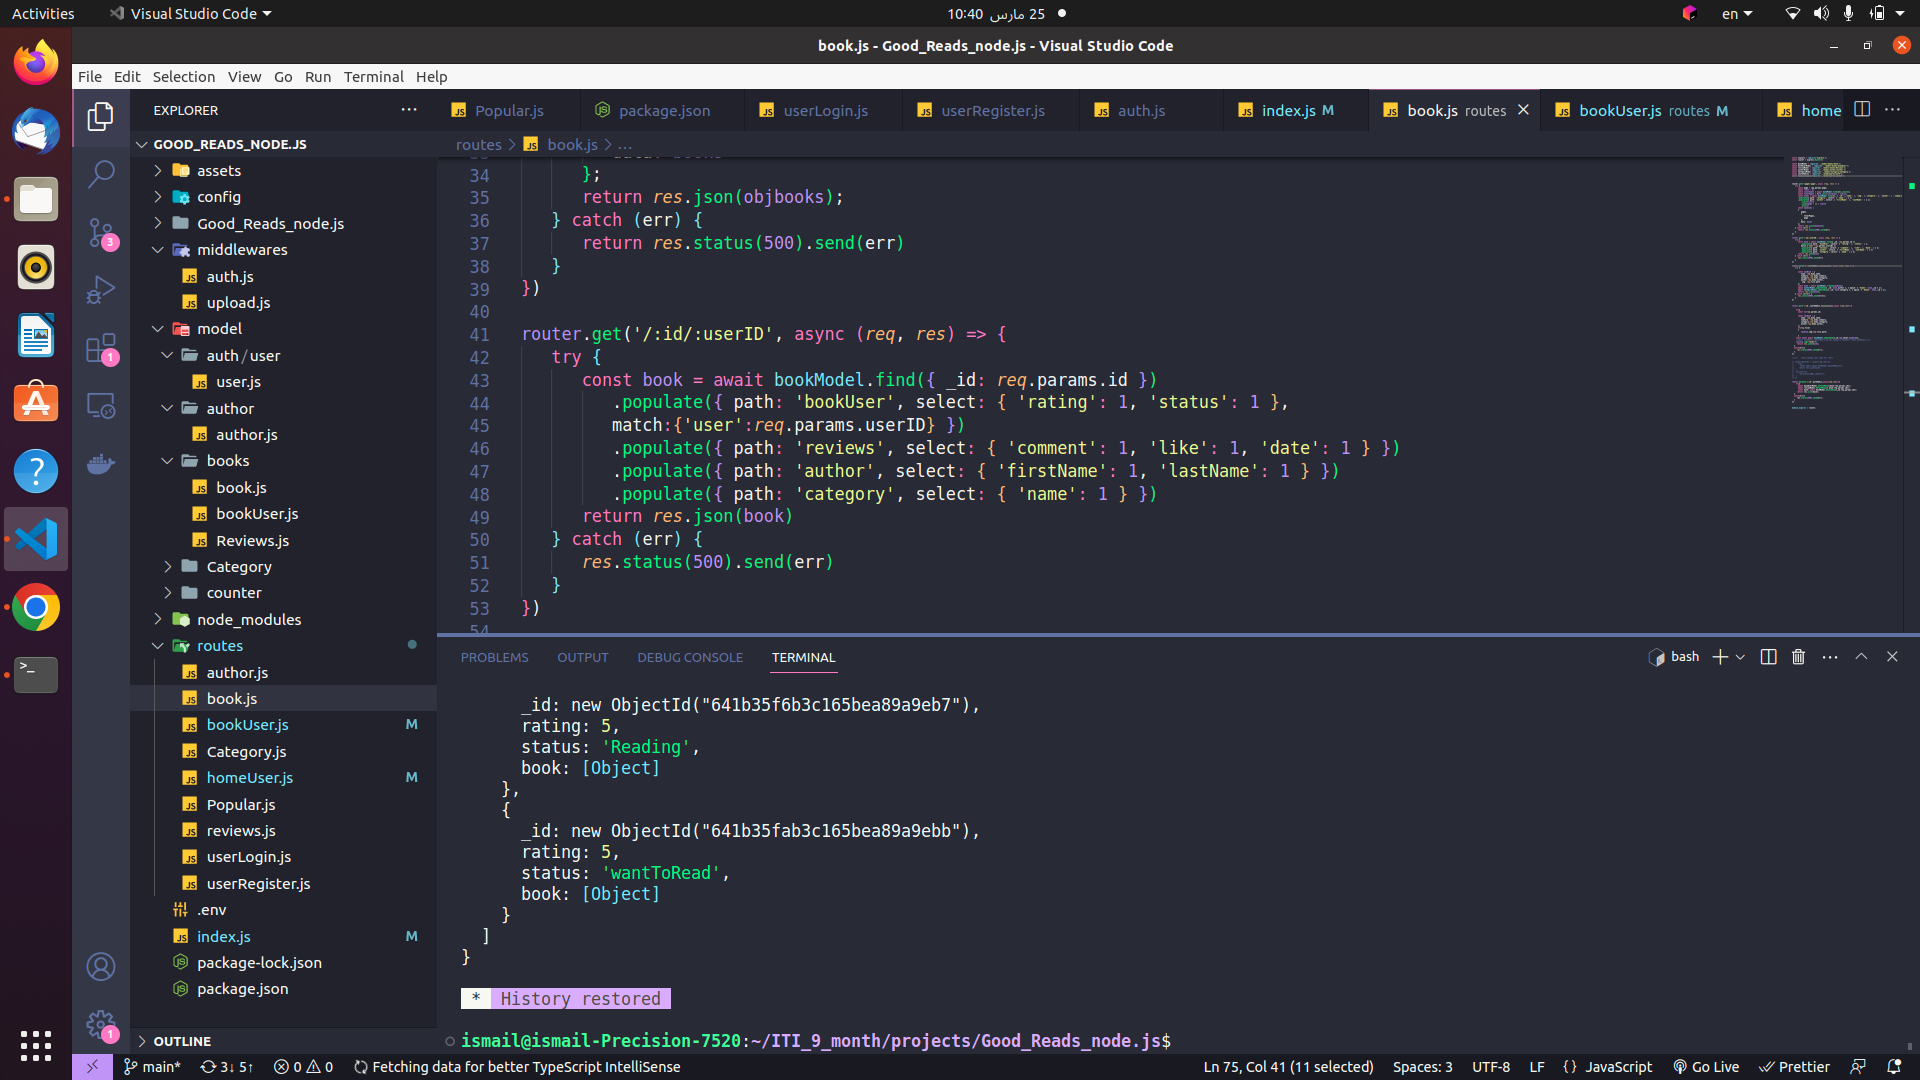 Activities
Visual Studio Code
25 مارس 10:40
en
book.js - Good_Reads_node.js - Visual Studio Code
File Edit Selection View Go Run Terminal Help
EXPLORER
Popular.js
package.json
userLogin.js
userRegister.js
auth.js
index.js M
book.js routes
bookUser.js routes M
home
routes > book.js > ...
GOOD_READS_NODE.JS
assets
config
Good_Reads_node.js
middlewares
auth.js
upload.js
model
auth/user
user.js
author
author.js
books
book.js
bookUser.js
Reviews.js
Category
counter
node_modules
routes
author.js
book.js
bookUser.js M
Category.js
homeUser.js M
Popular.js
reviews.js
userLogin.js
userRegister.js
.env
index.js M
package-lock.json
package.json
OUTLINE
3
1
1
34 };
35 return res.json(objbooks);
36 } catch (err) {
37 return res.status(500).send(err)
38 }
39 })
40
41 router.get('/:id/:userID', async (req, res) => {
42 try {
43 const book = await bookModel.find({ _id: req.params.id })
44 .populate({ path: 'bookUser', select: { 'rating': 1, 'status': 1 },
45 match:{'user':req.params.userID} })
46 .populate({ path: 'reviews', select: { 'comment': 1, 'like': 1, 'date': 1 } })
47 .populate({ path: 'author', select: { 'firstName': 1, 'lastName': 1 } })
48 .populate({ path: 'category', select: { 'name': 1 } })
49 return res.json(book)
50 } catch (err) {
51 res.status(500).send(err)
52 }
53 })
54
PROBLEMS OUTPUT DEBUG CONSOLE TERMINAL
bash
_id: new ObjectId("641b35f6b3c165bea89a9eb7"),
rating: 5,
status: 'Reading',
book: [Object]
},
{
_id: new ObjectId("641b35fab3c165bea89a9ebb"),
rating: 5,
status: 'wantToRead',
book: [Object]
}
]
}
* History restored
ismail@ismail-Precision-7520:~/ITI_9_month/projects/Good_Reads_node.js$
main* 3↓ 5↑ 0 0 Fetching data for better TypeScript IntelliSense
Ln 75, Col 41 (11 selected) Spaces: 3 UTF-8 LF {} JavaScript Go Live Prettier